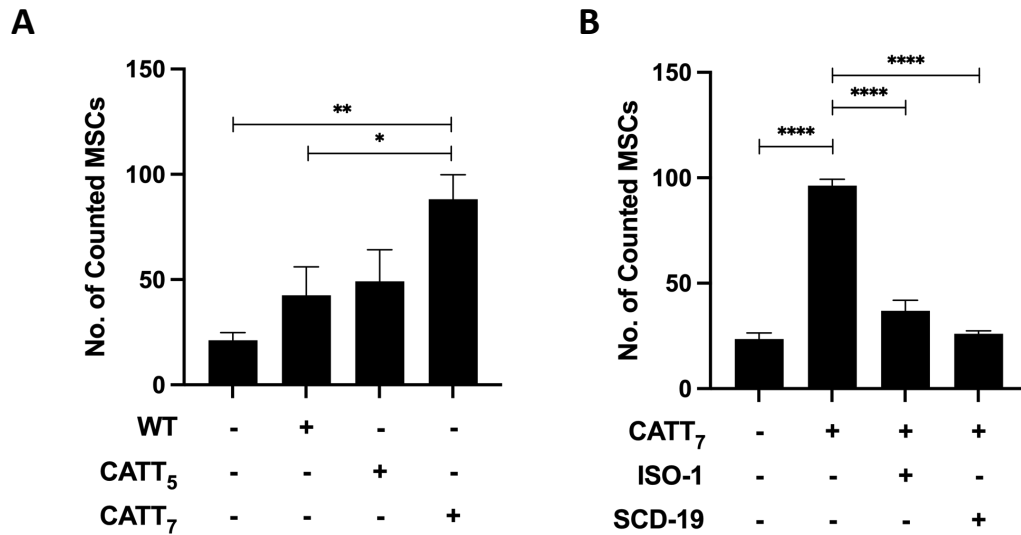 A
No. of Counted MSCs
150
100
50
0
**
*
WT - + - -
CATT₅ - - + -
CATT₇ - - - +
B
No. of Counted MSCs
150
100
50
0
****
****
****
CATT₇ - + + +
ISO-1 - - + -
SCD-19 - - - +